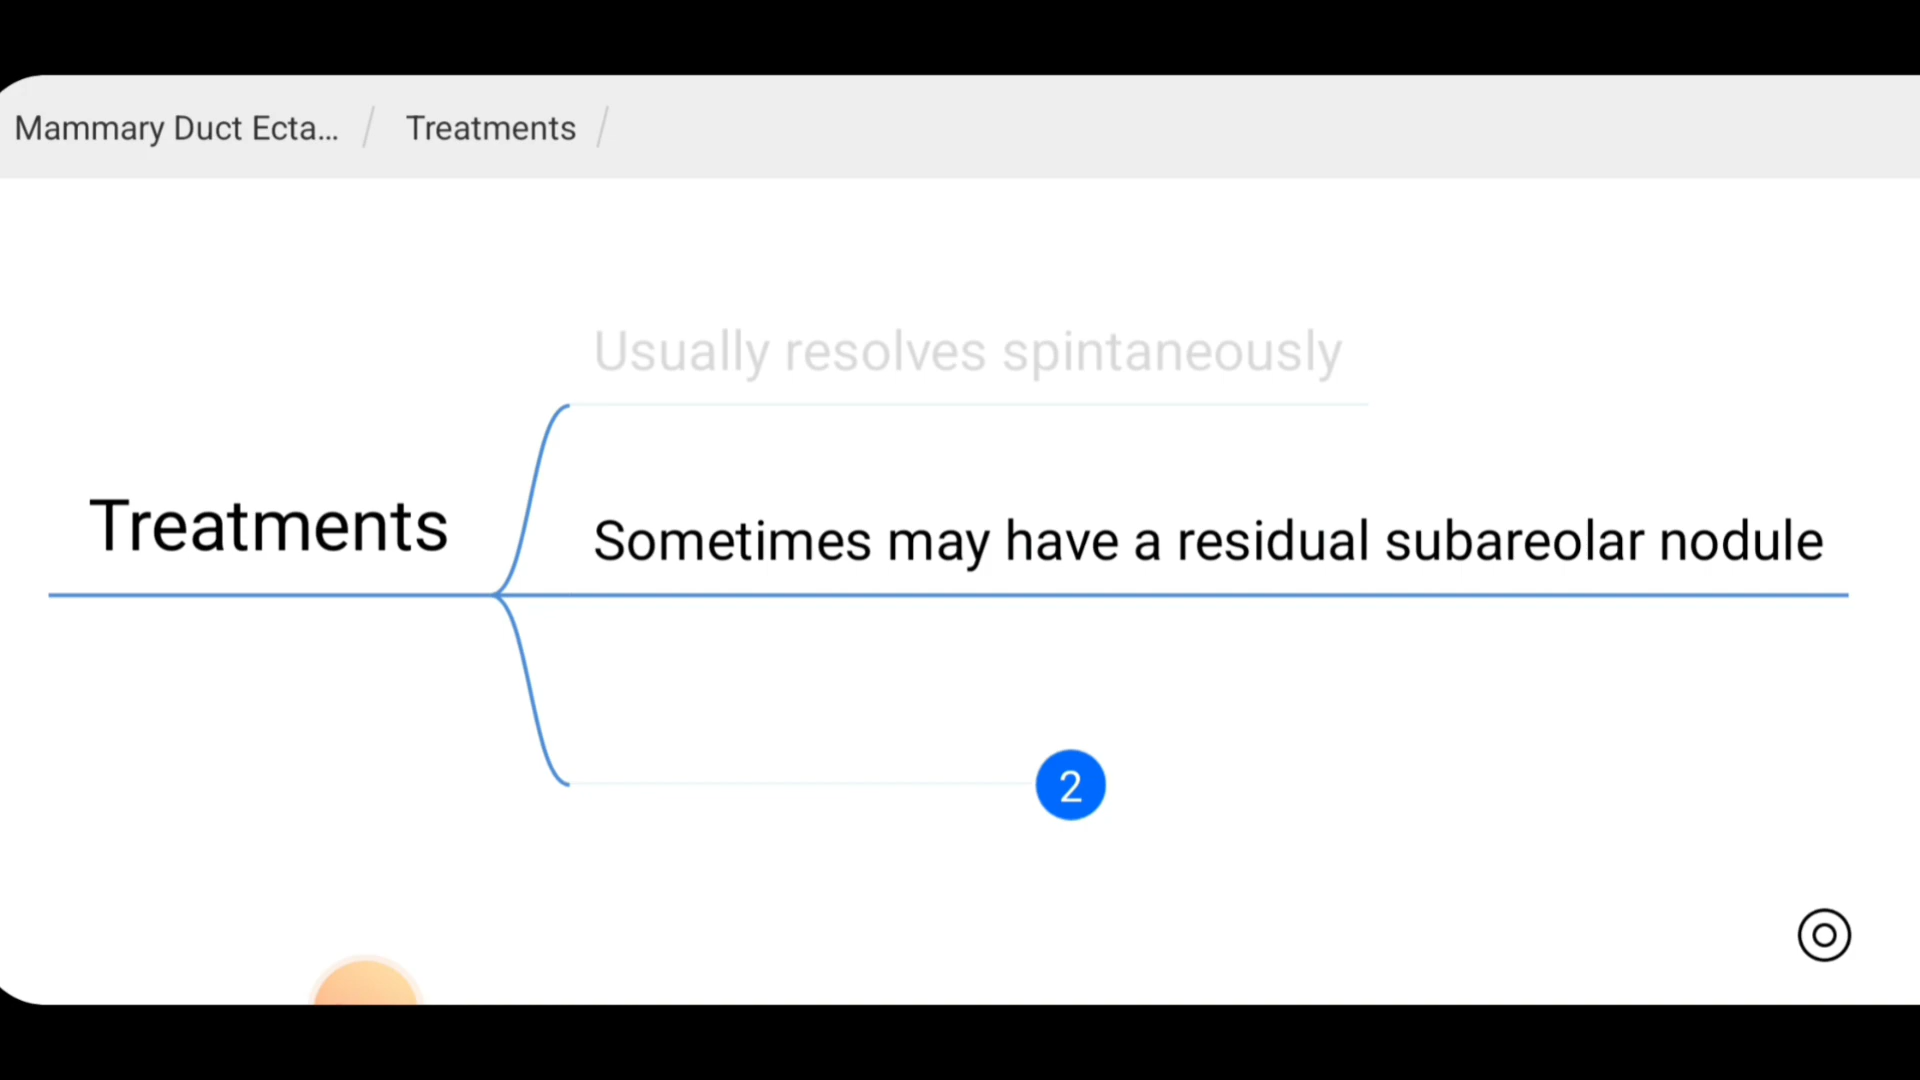 Mammary Duct Ecta... / Treatments /
Usually resolves spintaneously
Treatments
Sometimes may have a residual subareolar nodule
2